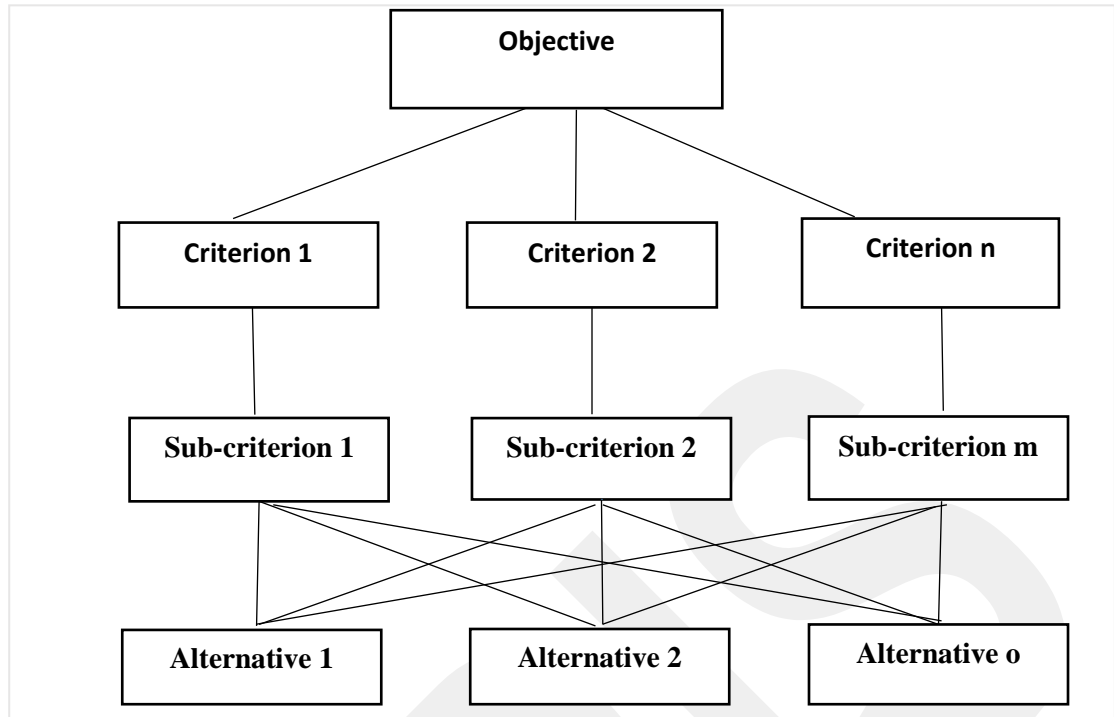 Objective
Criterion 1
Criterion 2
Criterion n
Sub-criterion 1
Sub-criterion 2
Sub-criterion m
Alternative 1
Alternative 2
Alternative o